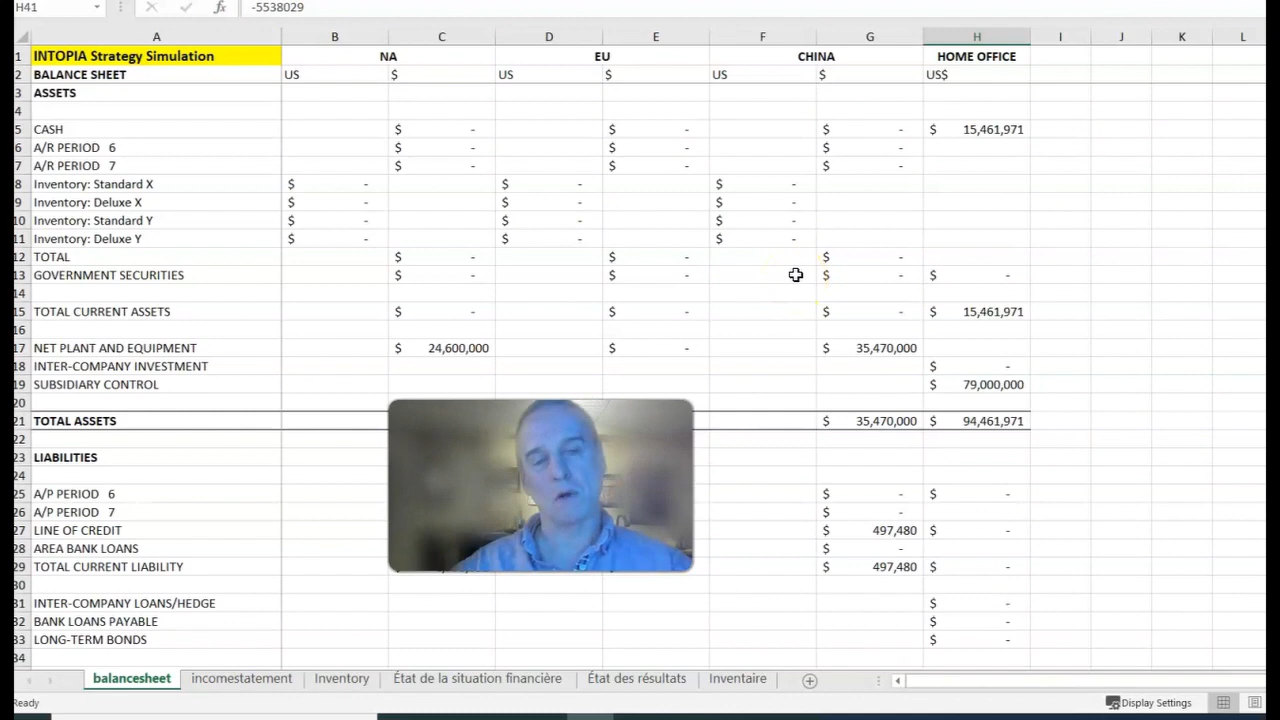 H41 fx -5538029
A B C D E F G H I J K L
1 INTOPIA Strategy Simulation NA EU CHINA HOME OFFICE
2 BALANCE SHEET US $ US $ US $ US$
3 ASSETS
4
5 CASH $ - $ - $ - $ 15,461,971
6 A/R PERIOD 6 $ - $ - $ -
7 A/R PERIOD 7 $ - $ - $ -
8 Inventory: Standard X $ - $ - $ -
9 Inventory: Deluxe X $ - $ - $ -
10 Inventory: Standard Y $ - $ - $ -
11 Inventory: Deluxe Y $ - $ - $ -
12 TOTAL $ - $ - $ -
13 GOVERNMENT SECURITIES $ - $ - $ - $ -
14
15 TOTAL CURRENT ASSETS $ - $ - $ - $ 15,461,971
16
17 NET PLANT AND EQUIPMENT $ 24,600,000 $ - $ 35,470,000
18 INTER-COMPANY INVESTMENT $ -
19 SUBSIDIARY CONTROL $ 79,000,000
20
21 TOTAL ASSETS $ 35,470,000 $ 94,461,971
22
23 LIABILITIES
24
25 A/P PERIOD 6 $ - $ -
26 A/P PERIOD 7 $ -
27 LINE OF CREDIT $ 497,480 $ -
28 AREA BANK LOANS $ -
29 TOTAL CURRENT LIABILITY $ 497,480 $ -
30
31 INTER-COMPANY LOANS/HEDGE $ -
32 BANK LOANS PAYABLE $ -
33 LONG-TERM BONDS $ -
34
balancesheet incomestatement Inventory État de la situation financière État des résultats Inventaire
Ready Display Settings